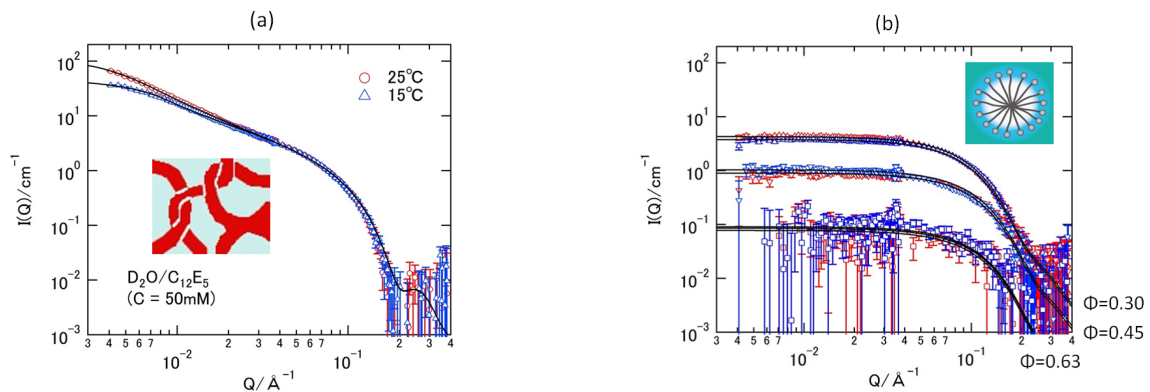 (a)
10²
10¹
10⁰
10⁻¹
10⁻²
10⁻³
I(Q)/cm⁻¹
25℃
15℃
D₂O/C₁₂E₅
(C = 50mM)
3 4 5 6 7 2 3 4 5 6 7 2 3 4
10⁻² 10⁻¹
Q/Å⁻¹
(b)
10²
10¹
10⁰
10⁻¹
10⁻²
10⁻³
I(Q)/cm⁻¹
3 4 5 6 7 2 3 4 5 6 7 2 3 4
10⁻² 10⁻¹
Q/Å⁻¹
Φ=0.30
Φ=0.45
Φ=0.63